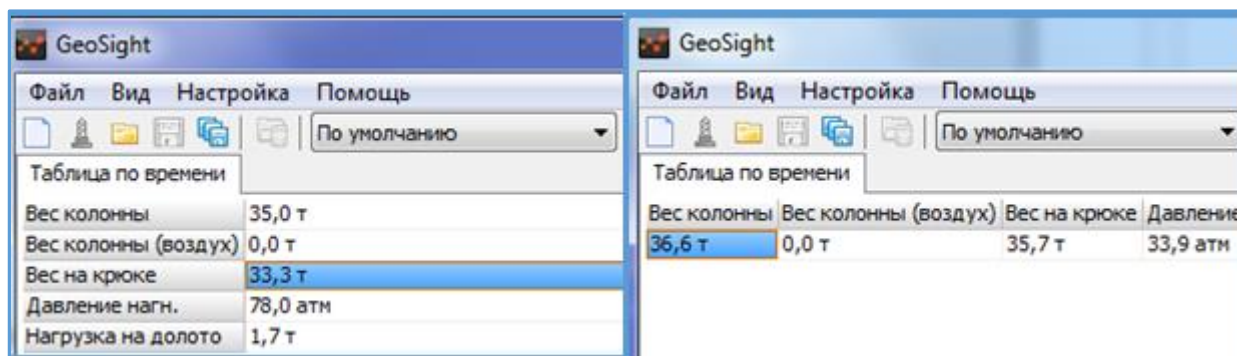 GeoSight
Файл Вид Настройка Помощь
По умолчанию
Таблица по времени
Вес колонны 35,0 т
Вес колонны (воздух) 0,0 т
Вес на крюке 33,3 т
Давление нагн. 78,0 атм
Нагрузка на долото 1,7 т
GeoSight
Файл Вид Настройка Помощь
По умолчанию
Таблица по времени
Вес колонны Вес колонны (воздух) Вес на крюке Давление
36,6 т 0,0 т 35,7 т 33,9 атм